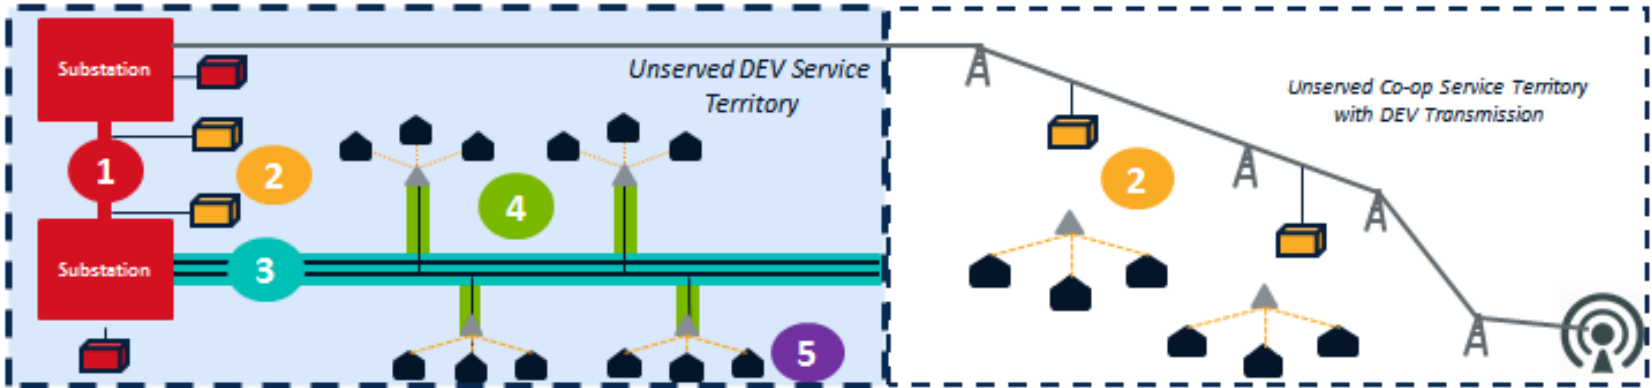 Substation
Unserved DEV Service
Territory
Unserved Co-op Service Territory
with DEV Transmission
1
2
4
2
Substation
3
5